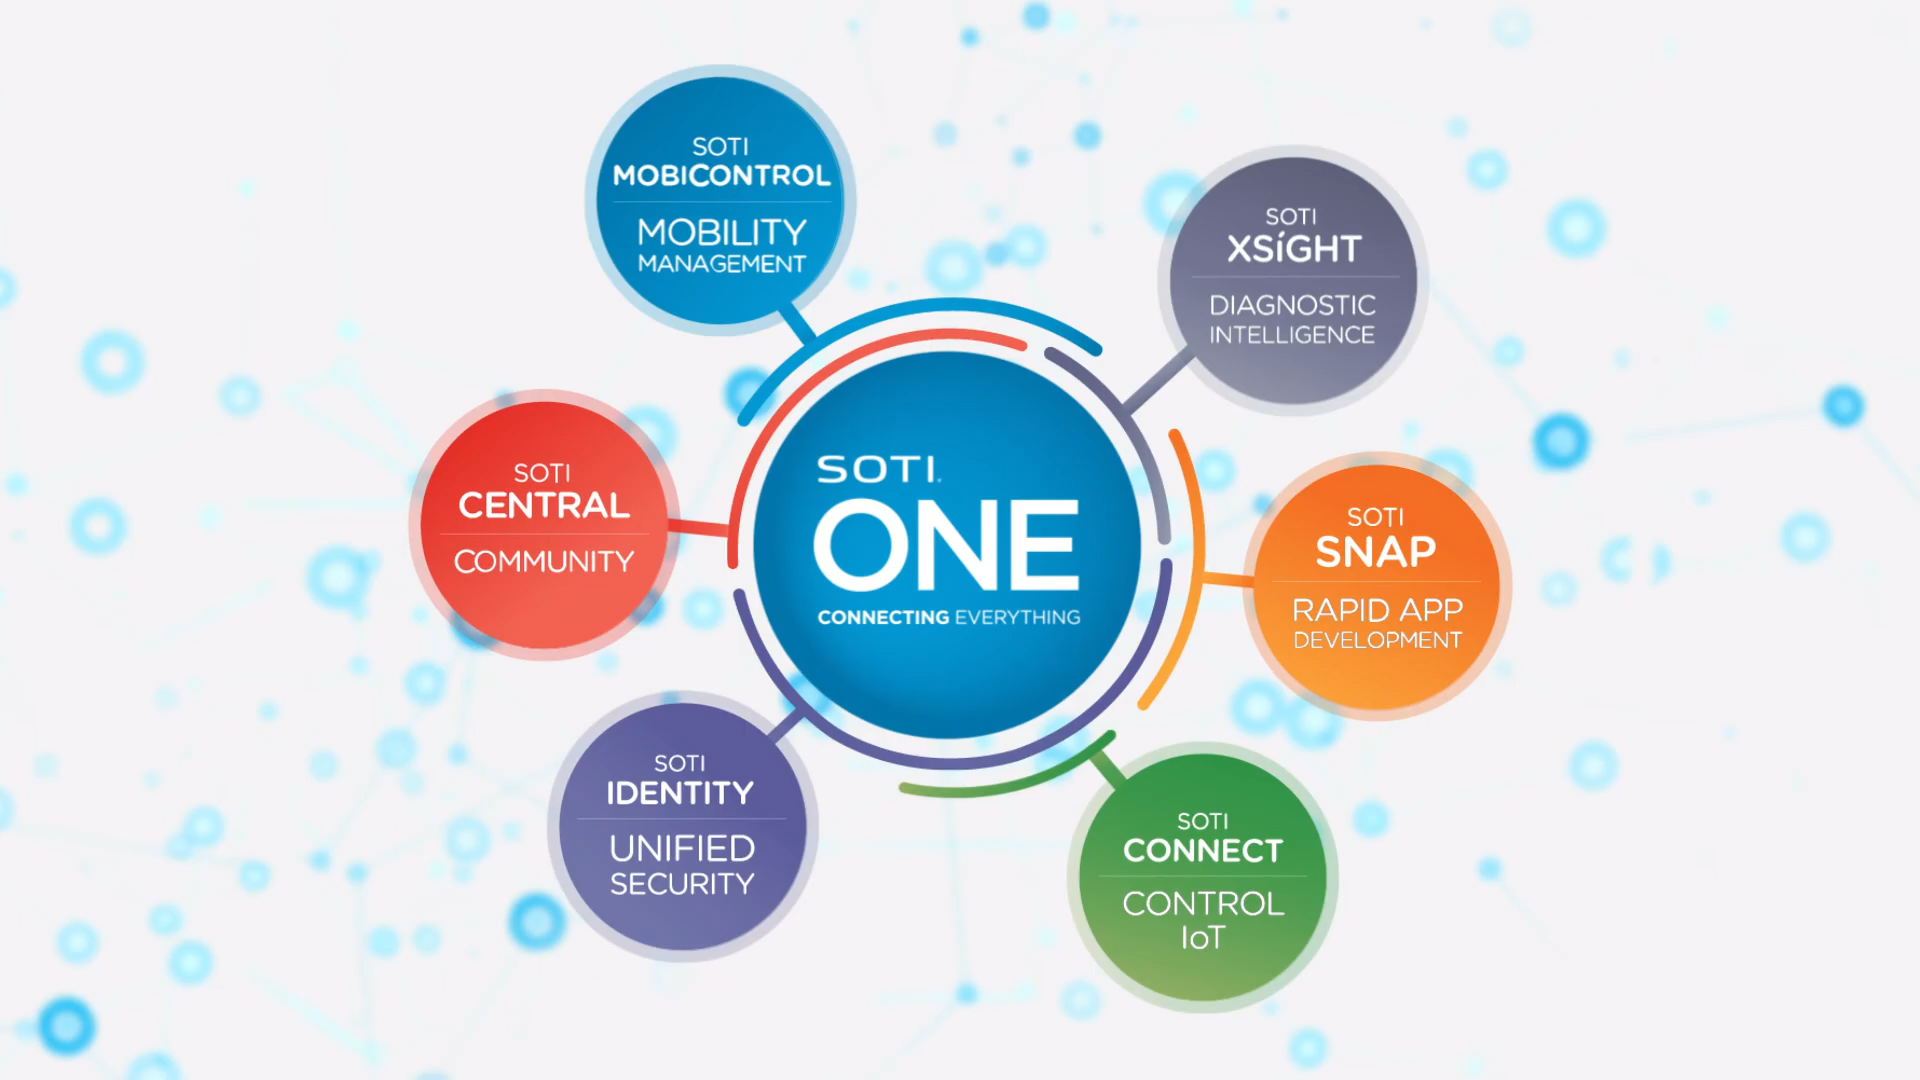 SOTI
MOBICONTROL
MOBILITY
MANAGEMENT
SOTI
XSíGHT
DIAGNOSTIC
INTELLIGENCE
SOTI
CENTRAL
COMMUNITY
SOTI.
ONE
CONNECTING EVERYTHING
SOTI
SNAP
RAPID APP
DEVELOPMENT
SOTI
IDENTITY
UNIFIED
SECURITY
SOTI
CONNECT
CONTROL
IoT